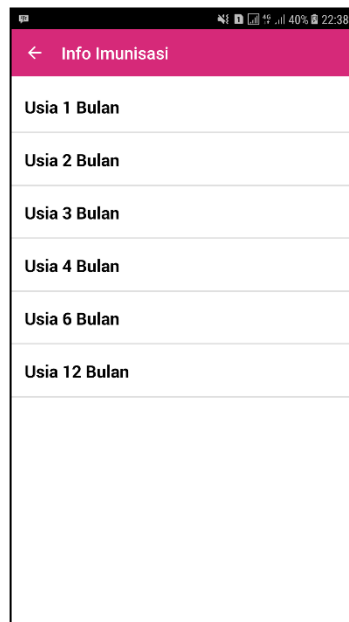 40% 22:38
Info Imunisasi
Usia 1 Bulan
Usia 2 Bulan
Usia 3 Bulan
Usia 4 Bulan
Usia 6 Bulan
Usia 12 Bulan